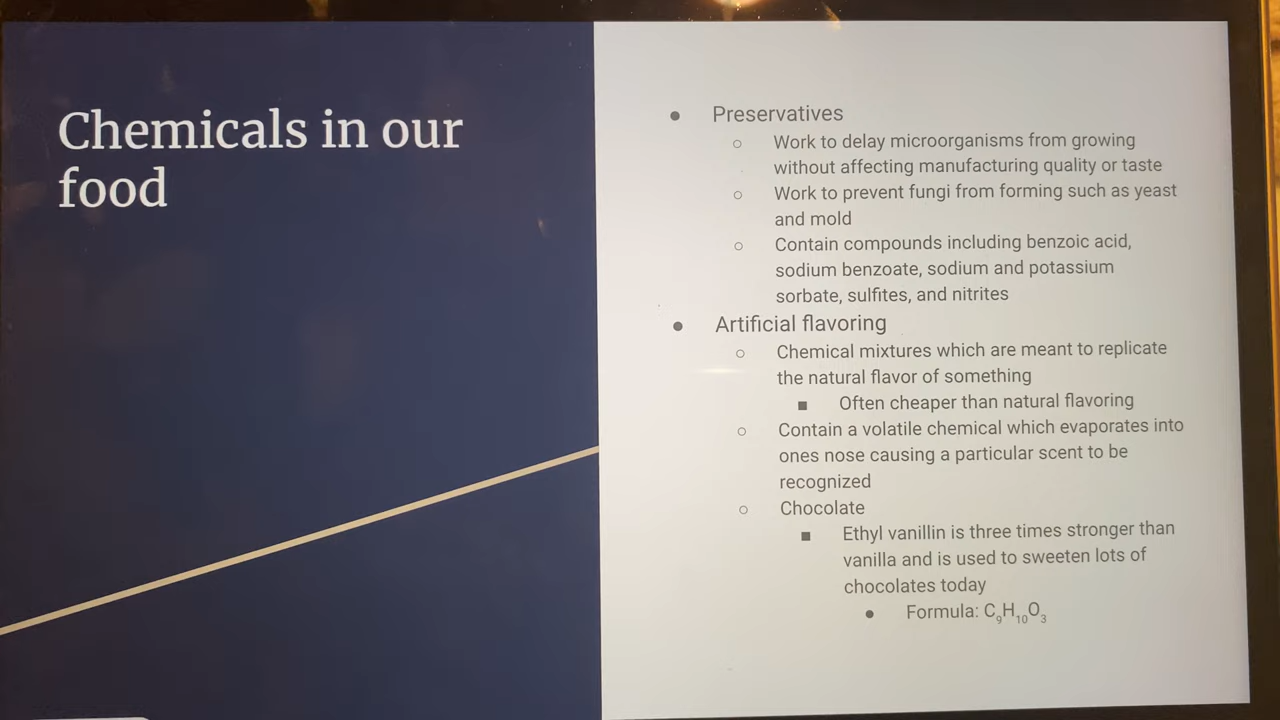 Chemicals in our
food
● Preservatives
○ Work to delay microorganisms from growing
without affecting manufacturing quality or taste
○ Work to prevent fungi from forming such as yeast
and mold
○ Contain compounds including benzoic acid,
sodium benzoate, sodium and potassium
sorbate, sulfites, and nitrites
● Artificial flavoring
○ Chemical mixtures which are meant to replicate
the natural flavor of something
■ Often cheaper than natural flavoring
○ Contain a volatile chemical which evaporates into
ones nose causing a particular scent to be
recognized
○ Chocolate
■ Ethyl vanillin is three times stronger than
vanilla and is used to sweeten lots of
chocolates today
● Formula: C₉H₁₀O₃